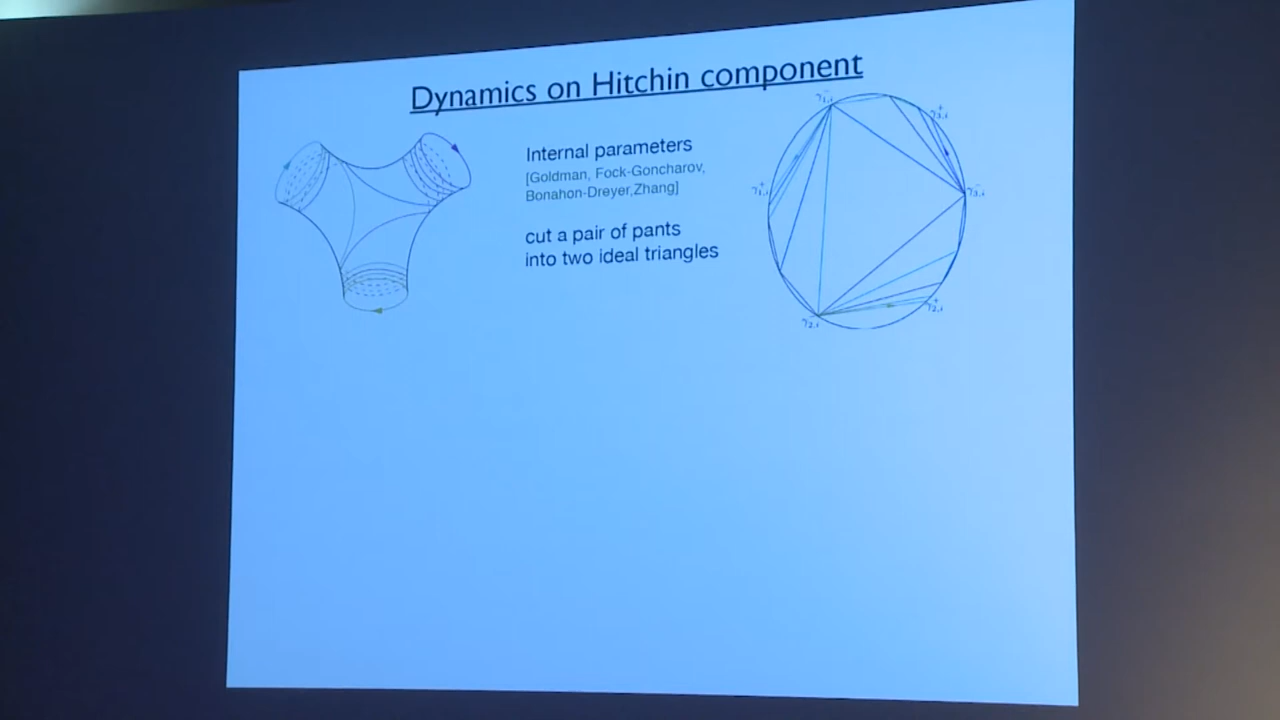 Dynamics on Hitchin component
Internal parameters
[Goldman, Fock-Goncharov,
Bonahon-Dreyer,Zhang]
cut a pair of pants
into two ideal triangles